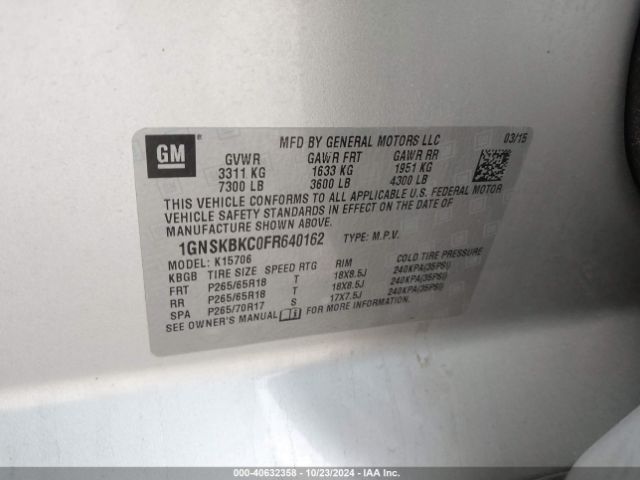 GM
MFD BY GENERAL MOTORS LLC 03/15
GVWR GAWR FRT GAWR RR
3311 KG 1633 KG 1951 KG
7300 LB 3600 LB 4300 LB
THIS VEHICLE CONFORMS TO ALL APPLICABLE U.S. FEDERAL MOTOR
VEHICLE SAFETY STANDARDS IN EFFECT ON THE DATE OF
MANUFACTURE SHOWN ABOVE.
1GNSKBKC0FR640162 TYPE: M.P.V.
MODEL: K15706
KBGB TIRE SIZE SPEED RTG RIM COLD TIRE PRESSURE
FRT P265/65R18 T 18X8.5J 240KPA(35PSI)
RR P265/65R18 T 18X8.5J 240KPA(35PSI)
SPA P265/70R17 S 17X7.5J 240KPA(35PSI)
SEE OWNER'S MANUAL FOR MORE INFORMATION.
000-40632358 - 10/23/2024 - IAA Inc.